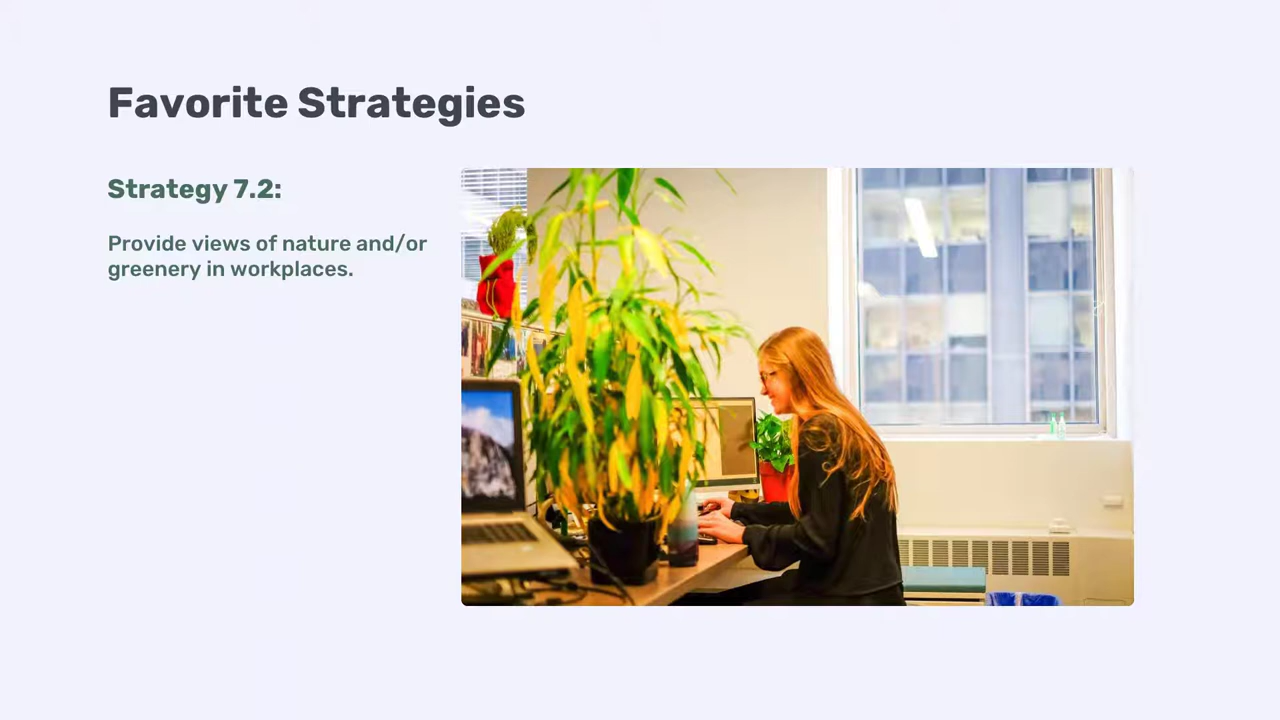 Favorite Strategies
Strategy 7.2:
Provide views of nature and/or
greenery in workplaces.